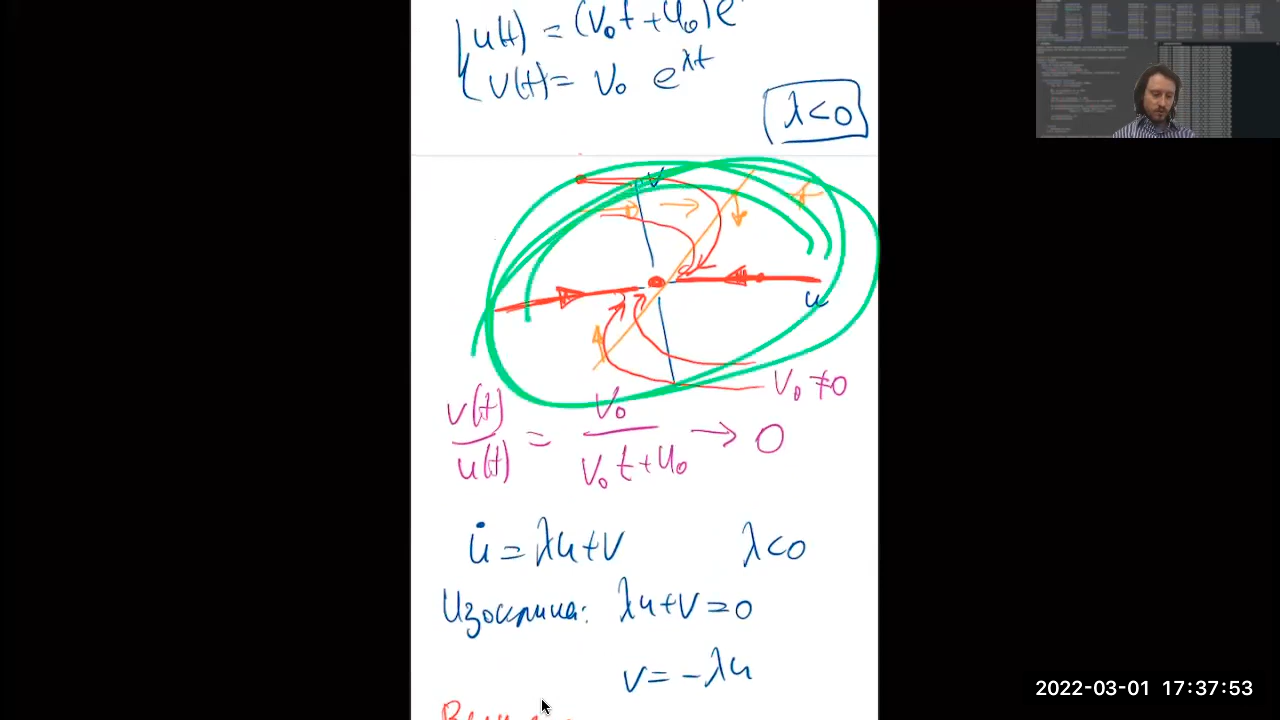 u(t) = (v₀t + u₀)e
v(t) = v₀ e^{λt}
λ<0
v
u
v₀ ≠ 0
v(t)/u(t) = v₀/(v₀t + u₀) → 0
u̇ = λu+v λ<0
Изоклина: λu+v=0
v = -λu
2022-03-01 17:37:53